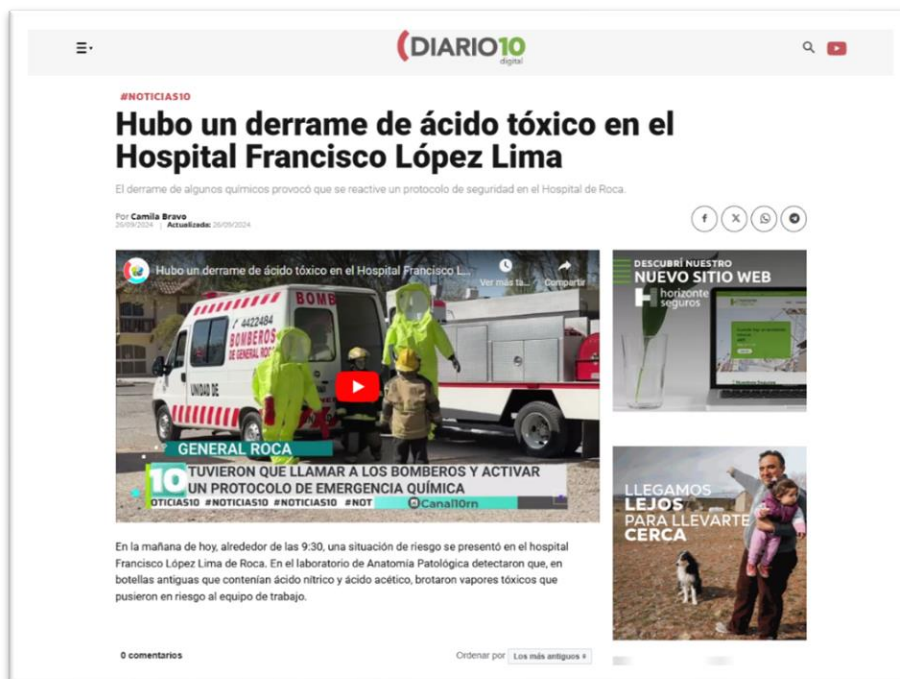 (DIARIO10
digital
#NOTICIAS10
Hubo un derrame de ácido tóxico en el
Hospital Francisco López Lima
El derrame de algunos químicos provocó que se reactive un protocolo de seguridad en el Hospital de Roca.
Por Camila Bravo
26/09/2024 | Actualizado: 26/09/2024
Hubo un derrame de ácido tóxico en el Hospital Francisco L...
Ver más ta...
Compartir
BOMB
4422484
BOMBEROS
DE GENERAL ROCA
UNIDAD DE
GENERAL ROCA
10
TUVIERON QUE LLAMAR A LOS BOMBEROS Y ACTIVAR
UN PROTOCOLO DE EMERGENCIA QUÍMICA
OTICIAS10 #NOTICIAS10 #NOTICIAS10 #NOT
@Canal10rn
DESCUBRÍ NUESTRO
NUEVO SITIO WEB
horizonte
seguros
LLEGAMOS
LEJOS
PARA LLEVARTE
CERCA
En la mañana de hoy, alrededor de las 9:30, una situación de riesgo se presentó en el hospital
Francisco López Lima de Roca. En el laboratorio de Anatomía Patológica detectaron que, en
botellas antiguas que contenían ácido nítrico y ácido acético, brotaron vapores tóxicos que
pusieron en riesgo al equipo de trabajo.
0 comentarios
Ordenar por Los más antiguos